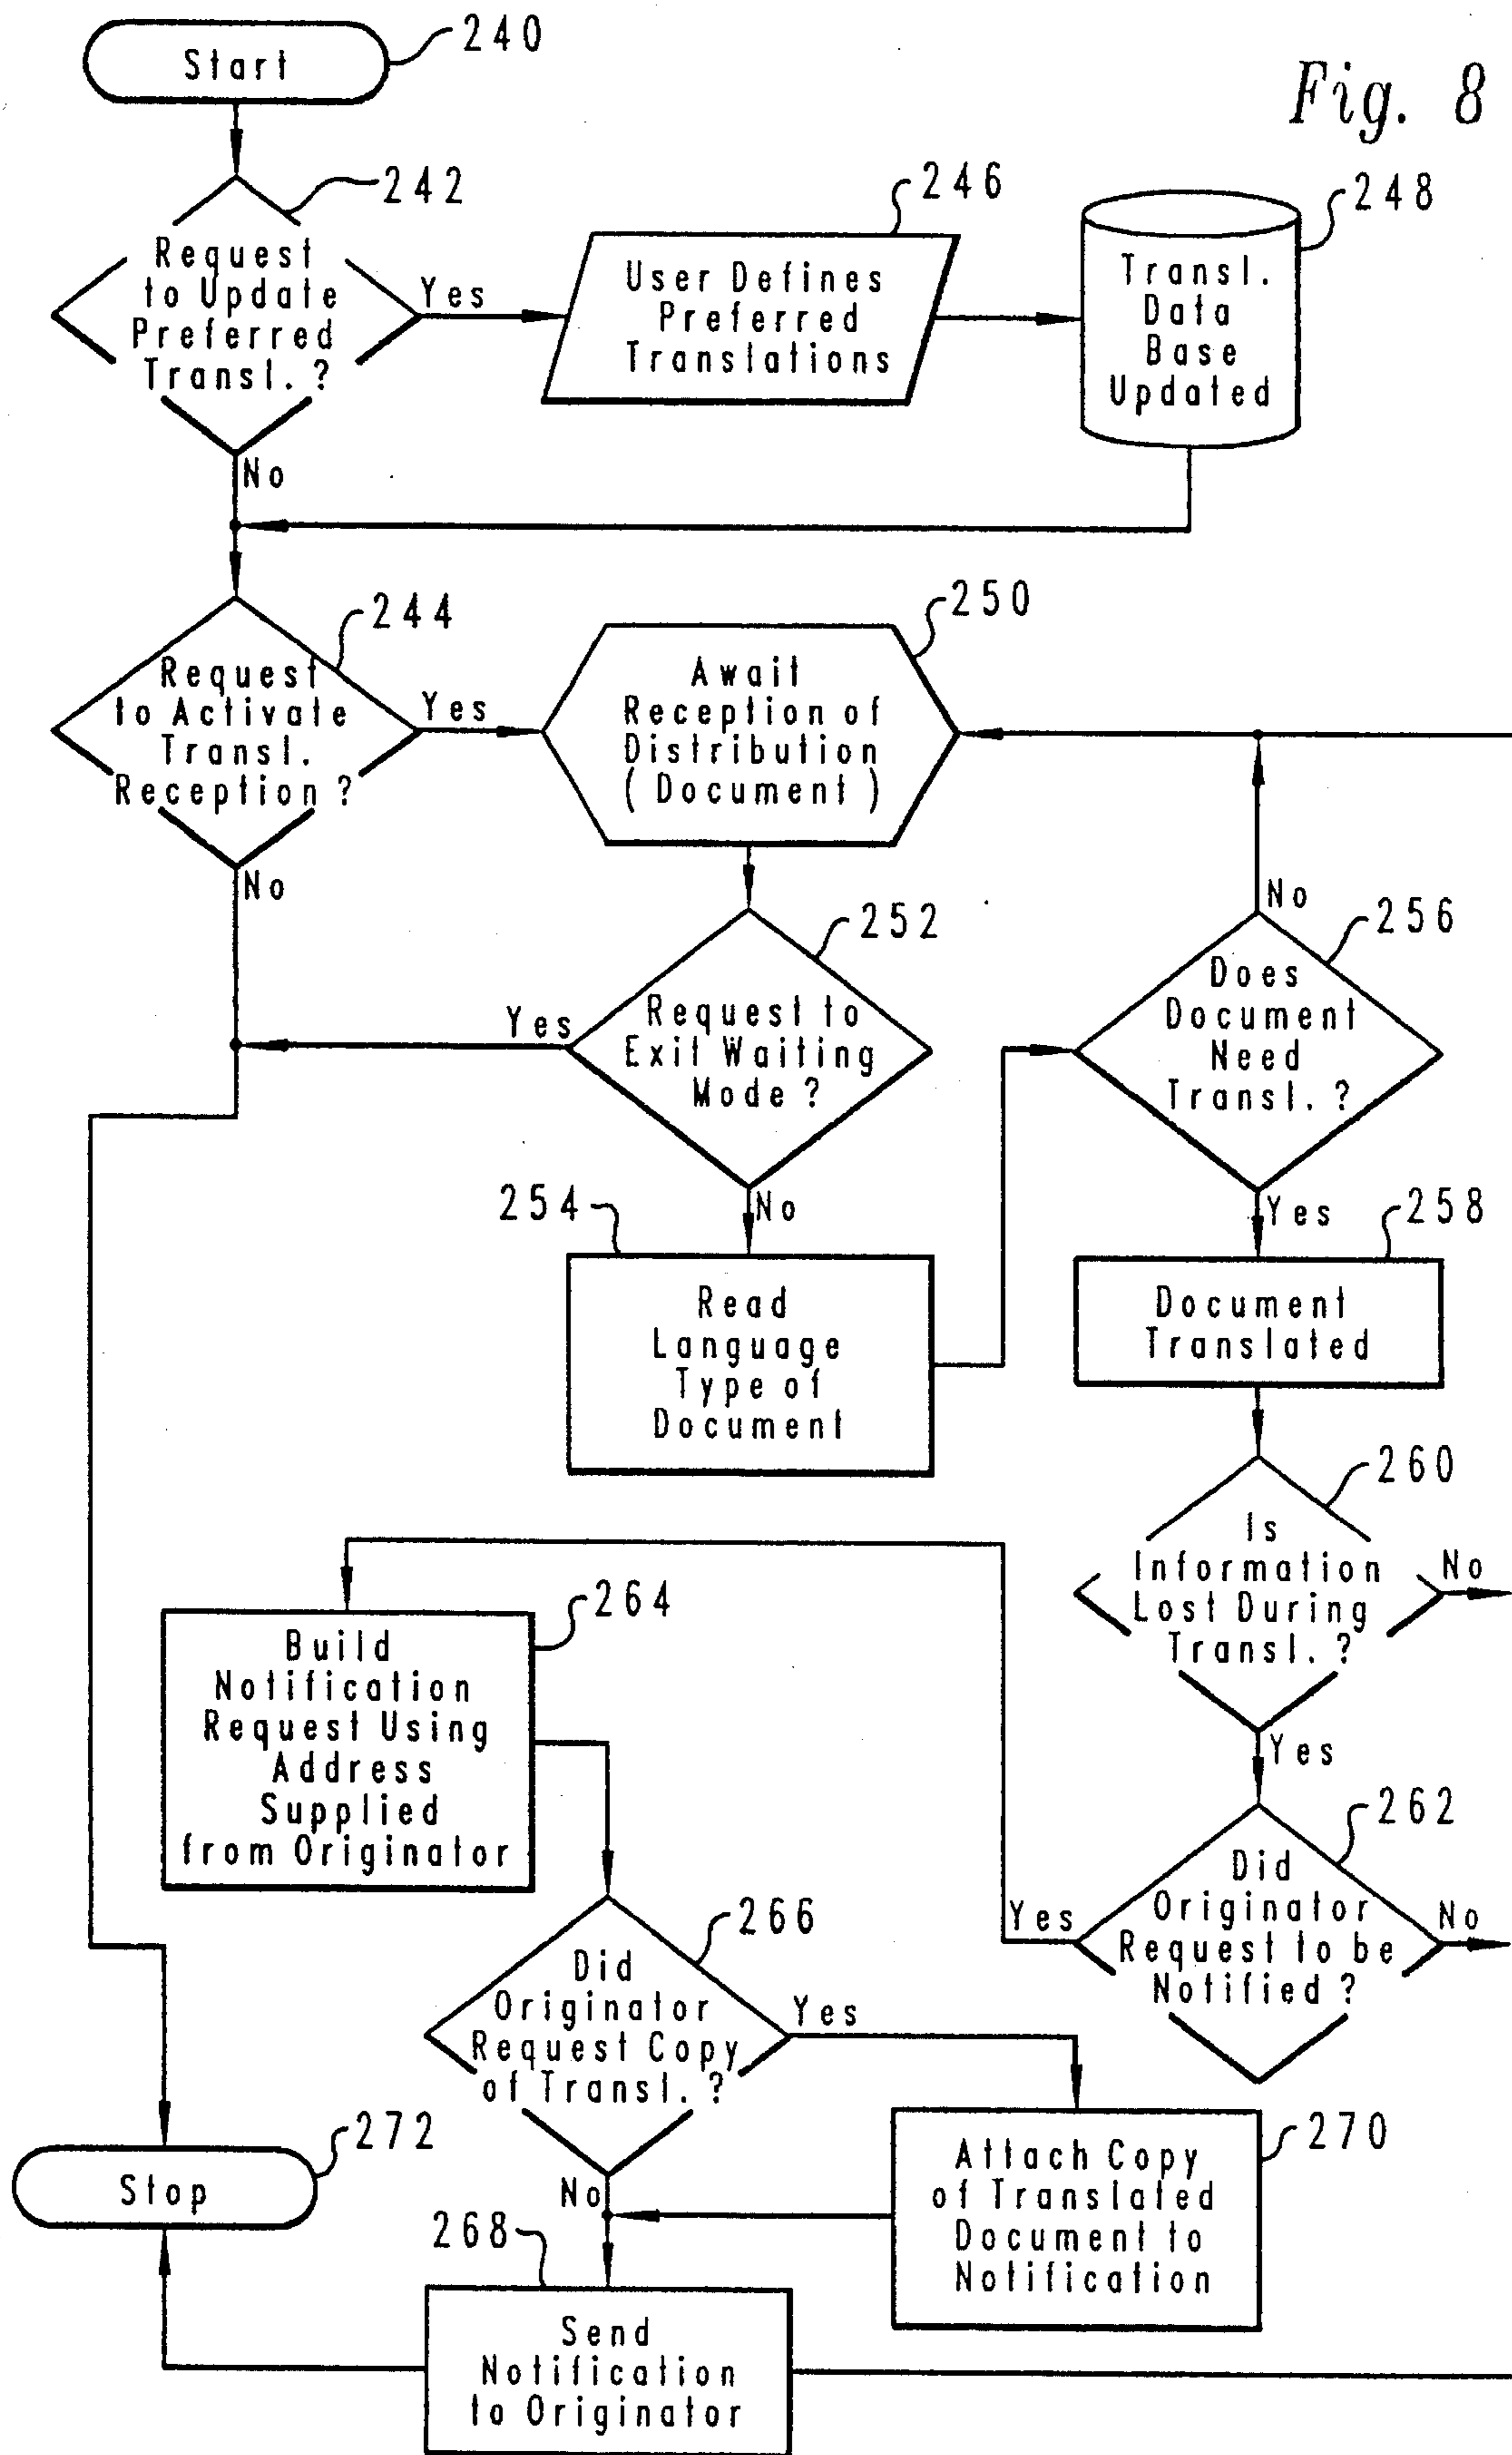 Fig. 8
Start
240
242
Request
to Update
Preferred
Transl. ?
Yes
No
246
User Defines
Preferred
Translations
248
Transl.
Data
Base
Updated
244
Request
to Activate
Transl.
Reception ?
Yes
No
250
Await
Reception of
Distribution
( Document )
252
Request to
Exit Waiting
Mode ?
Yes
No
254
Read
Language
Type of
Document
256
Does
Document
Need
Transl. ?
No
Yes
258
Document
Translated
260
Is
Information
Lost During
Transl. ?
No
Yes
262
Did
Originator
Request to be
Notified ?
Yes
No
264
Build
Notification
Request Using
Address
Supplied
from Originator
266
Did
Originator
Request Copy
of Transl. ?
Yes
No
270
Attach Copy
of Translated
Document to
Notification
268
Send
Notification
to Originator
272
Stop